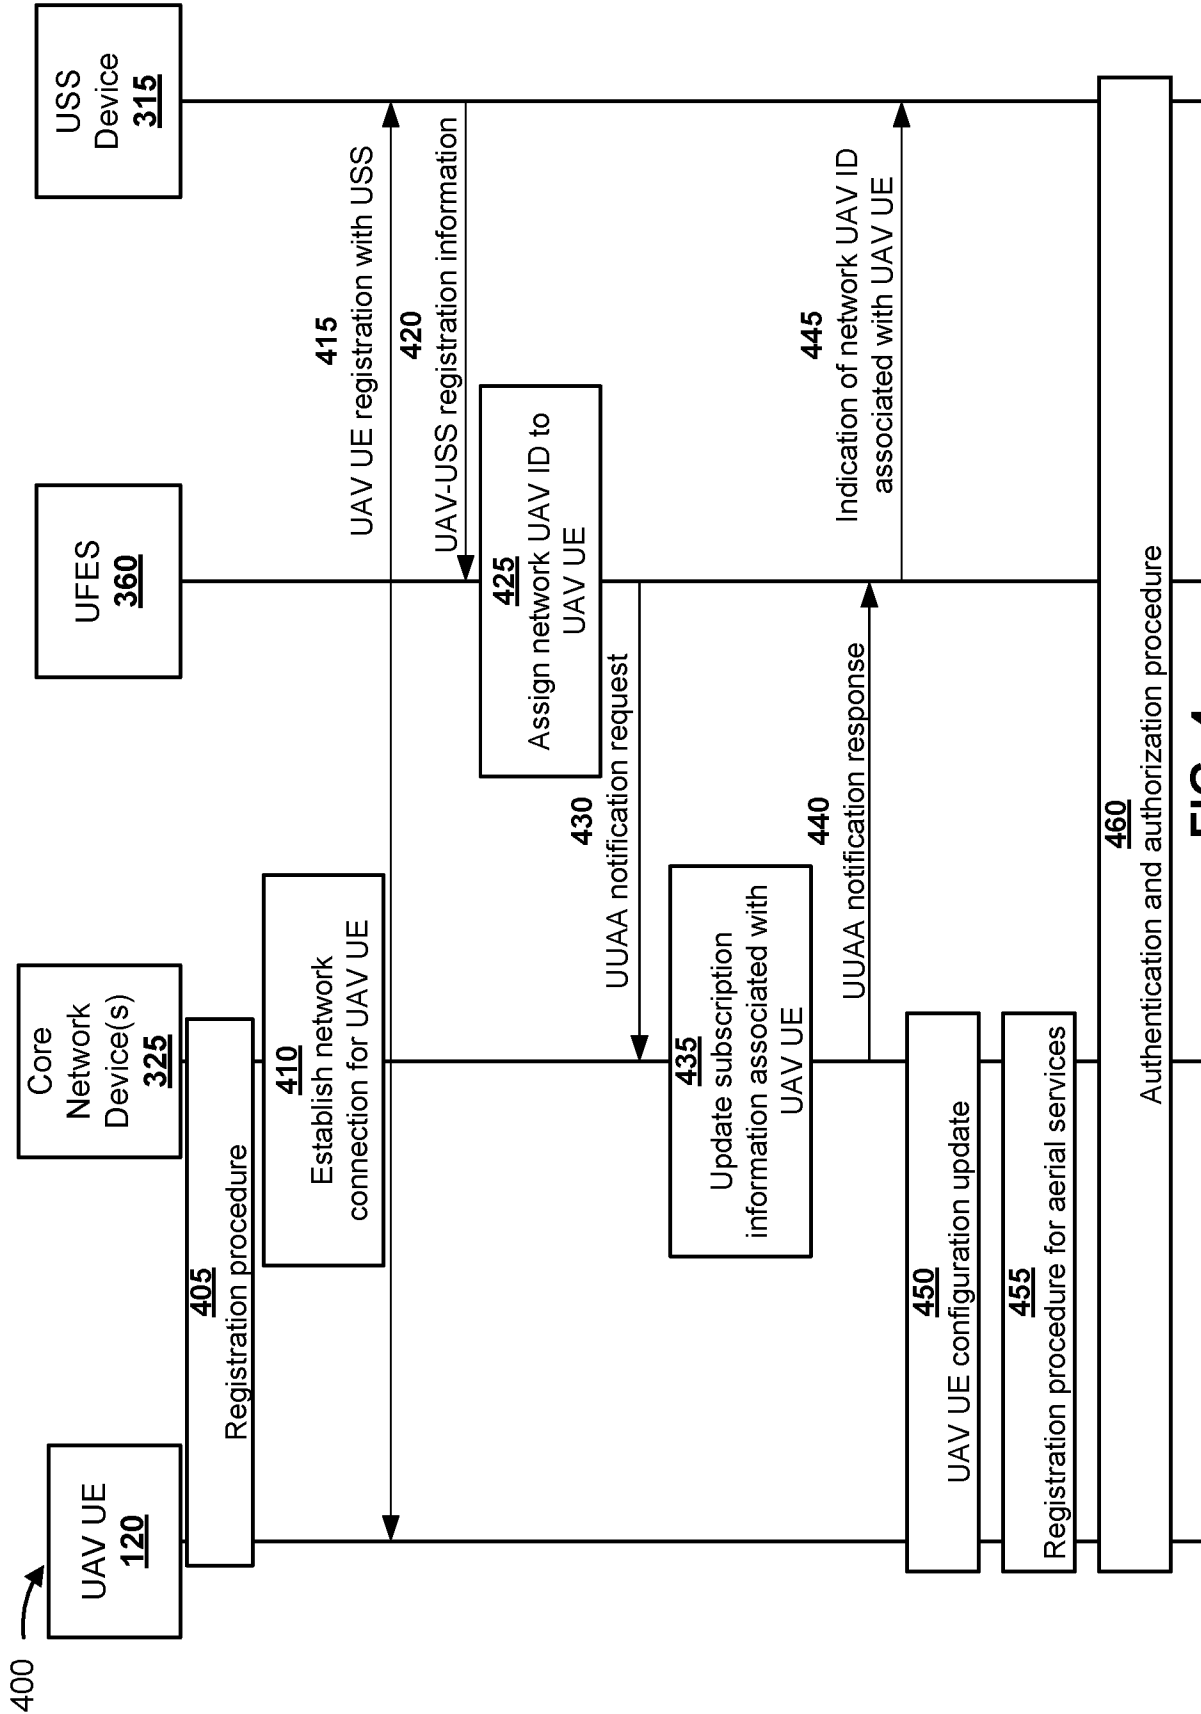 400
UAV UE
120
Core
Network
Device(s)
325
UFES
360
USS
Device
315
405
Registration procedure
410
Establish network
connection for UAV UE
415
UAV UE registration with USS
420
UAV-USS registration information
425
Assign network UAV ID to
UAV UE
430
UUAA notification request
435
Update subscription
information associated with
UAV UE
440
UUAA notification response
445
Indication of network UAV ID
associated with UAV UE
450
UAV UE configuration update
455
Registration procedure for aerial services
460
Authentication and authorization procedure